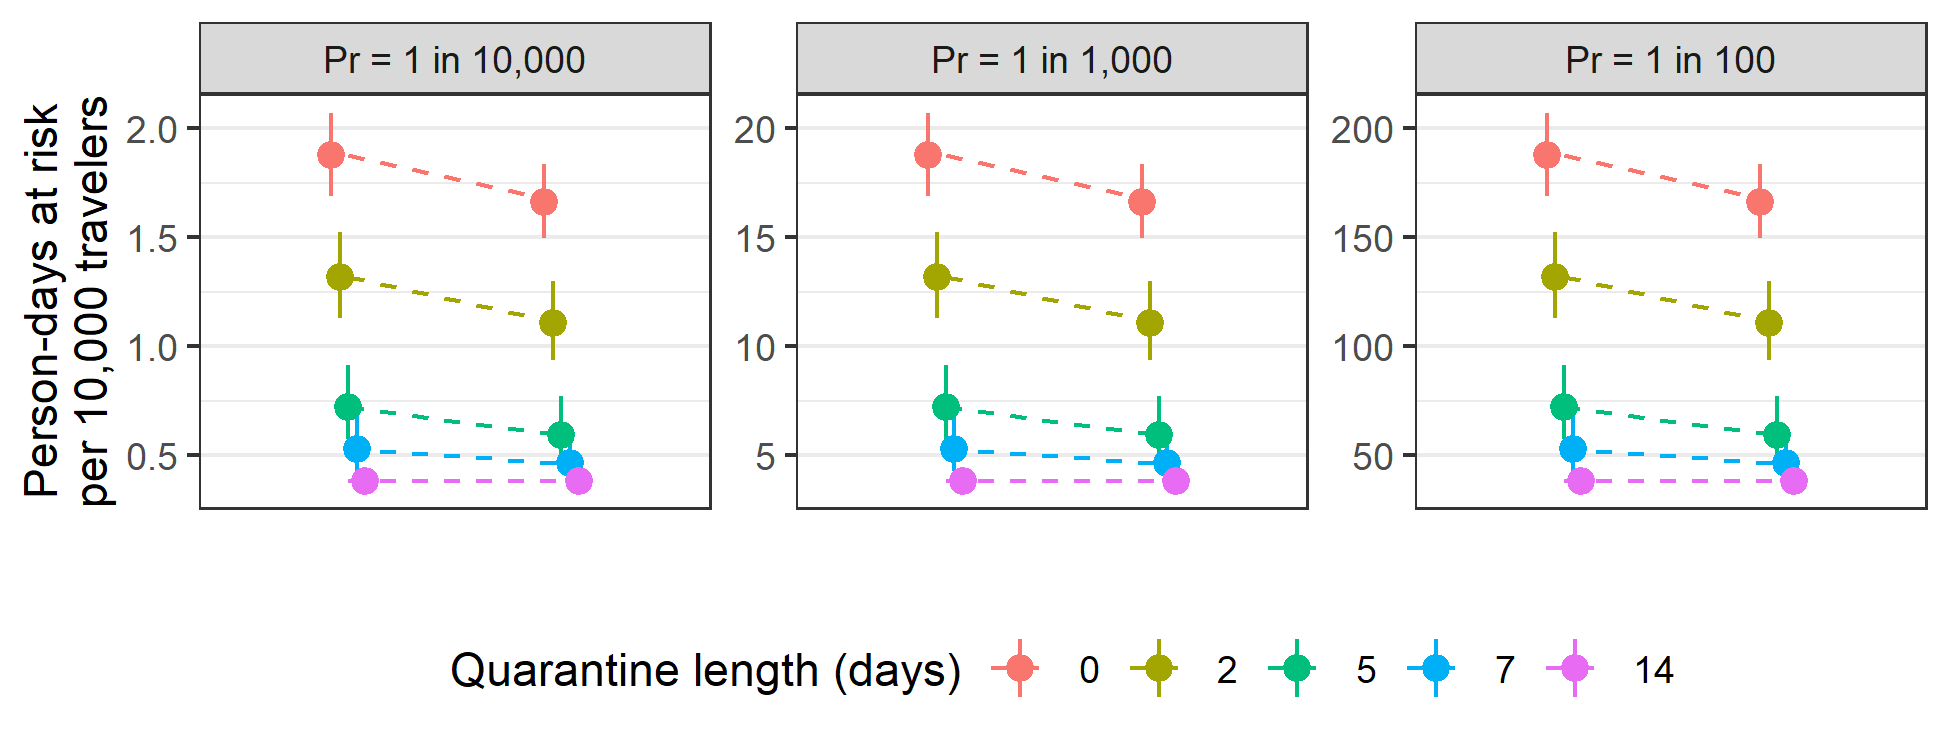 Pr = 1 in 10,000
Pr = 1 in 1,000
Pr = 1 in 100
Person-days at risk
per 10,000 travelers
2.0
1.5
1.0
0.5
20
15
10
5
200
150
100
50
Quarantine length (days) 0 2 5 7 14